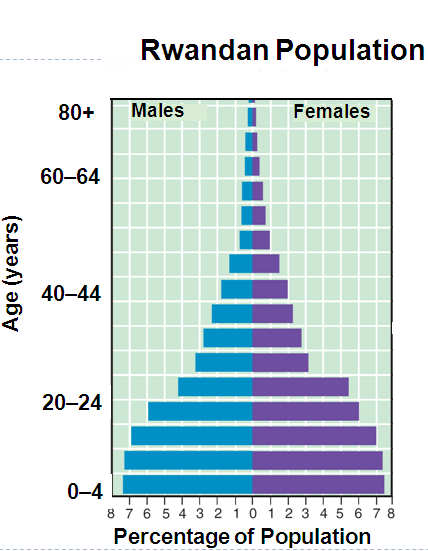 Rwandan Population
Males Females
80+
60–64
40–44
20–24
0–4
Age (years)
8 7 6 5 4 3 2 1 0 1 2 3 4 5 6 7 8
Percentage of Population